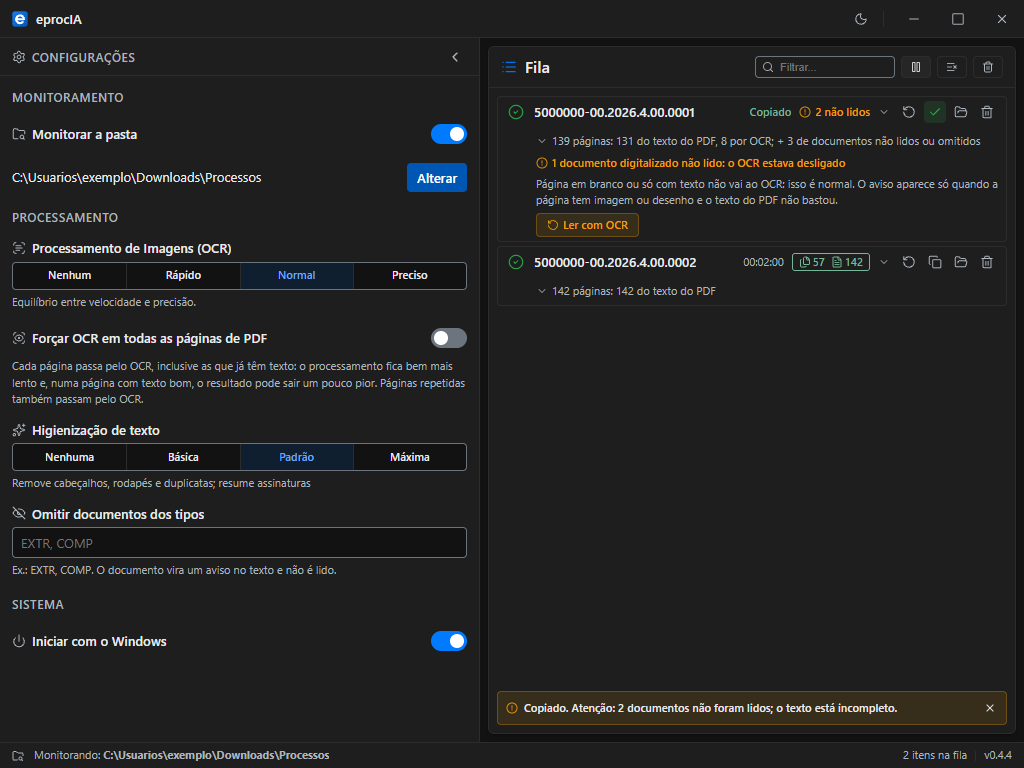 eprocIA
CONFIGURAÇÕES
MONITORAMENTO
Monitorar a pasta
C:\Usuarios\exemplo\Downloads\Processos
Alterar
PROCESSAMENTO
Processamento de Imagens (OCR)
Nenhum
Rápido
Normal
Preciso
Equilíbrio entre velocidade e precisão.
Forçar OCR em todas as páginas de PDF
Cada página passa pelo OCR, inclusive as que já têm texto: o processamento fica bem mais
lento e, numa página com texto bom, o resultado pode sair um pouco pior. Páginas repetidas
também passam pelo OCR.
Higienização de texto
Nenhuma
Básica
Padrão
Máxima
Remove cabeçalhos, rodapés e duplicatas; resume assinaturas
Omitir documentos dos tipos
EXTR, COMP
Ex.: EXTR, COMP. O documento vira um aviso no texto e não é lido.
SISTEMA
Iniciar com o Windows
Fila
Filtrar...
5000000-00.2026.4.00.0001
Copiado
2 não lidos
139 páginas: 131 do texto do PDF, 8 por OCR; + 3 de documentos não lidos ou omitidos
1 documento digitalizado não lido: o OCR estava desligado
Página em branco ou só com texto não vai ao OCR: isso é normal. O aviso aparece só quando a
página tem imagem ou desenho e o texto do PDF não bastou.
Ler com OCR
5000000-00.2026.4.00.0002
00:02:00
57
142
142 páginas: 142 do texto do PDF
Copiado. Atenção: 2 documentos não foram lidos; o texto está incompleto.
Monitorando: C:\Usuarios\exemplo\Downloads\Processos
2 itens na fila
v0.4.4